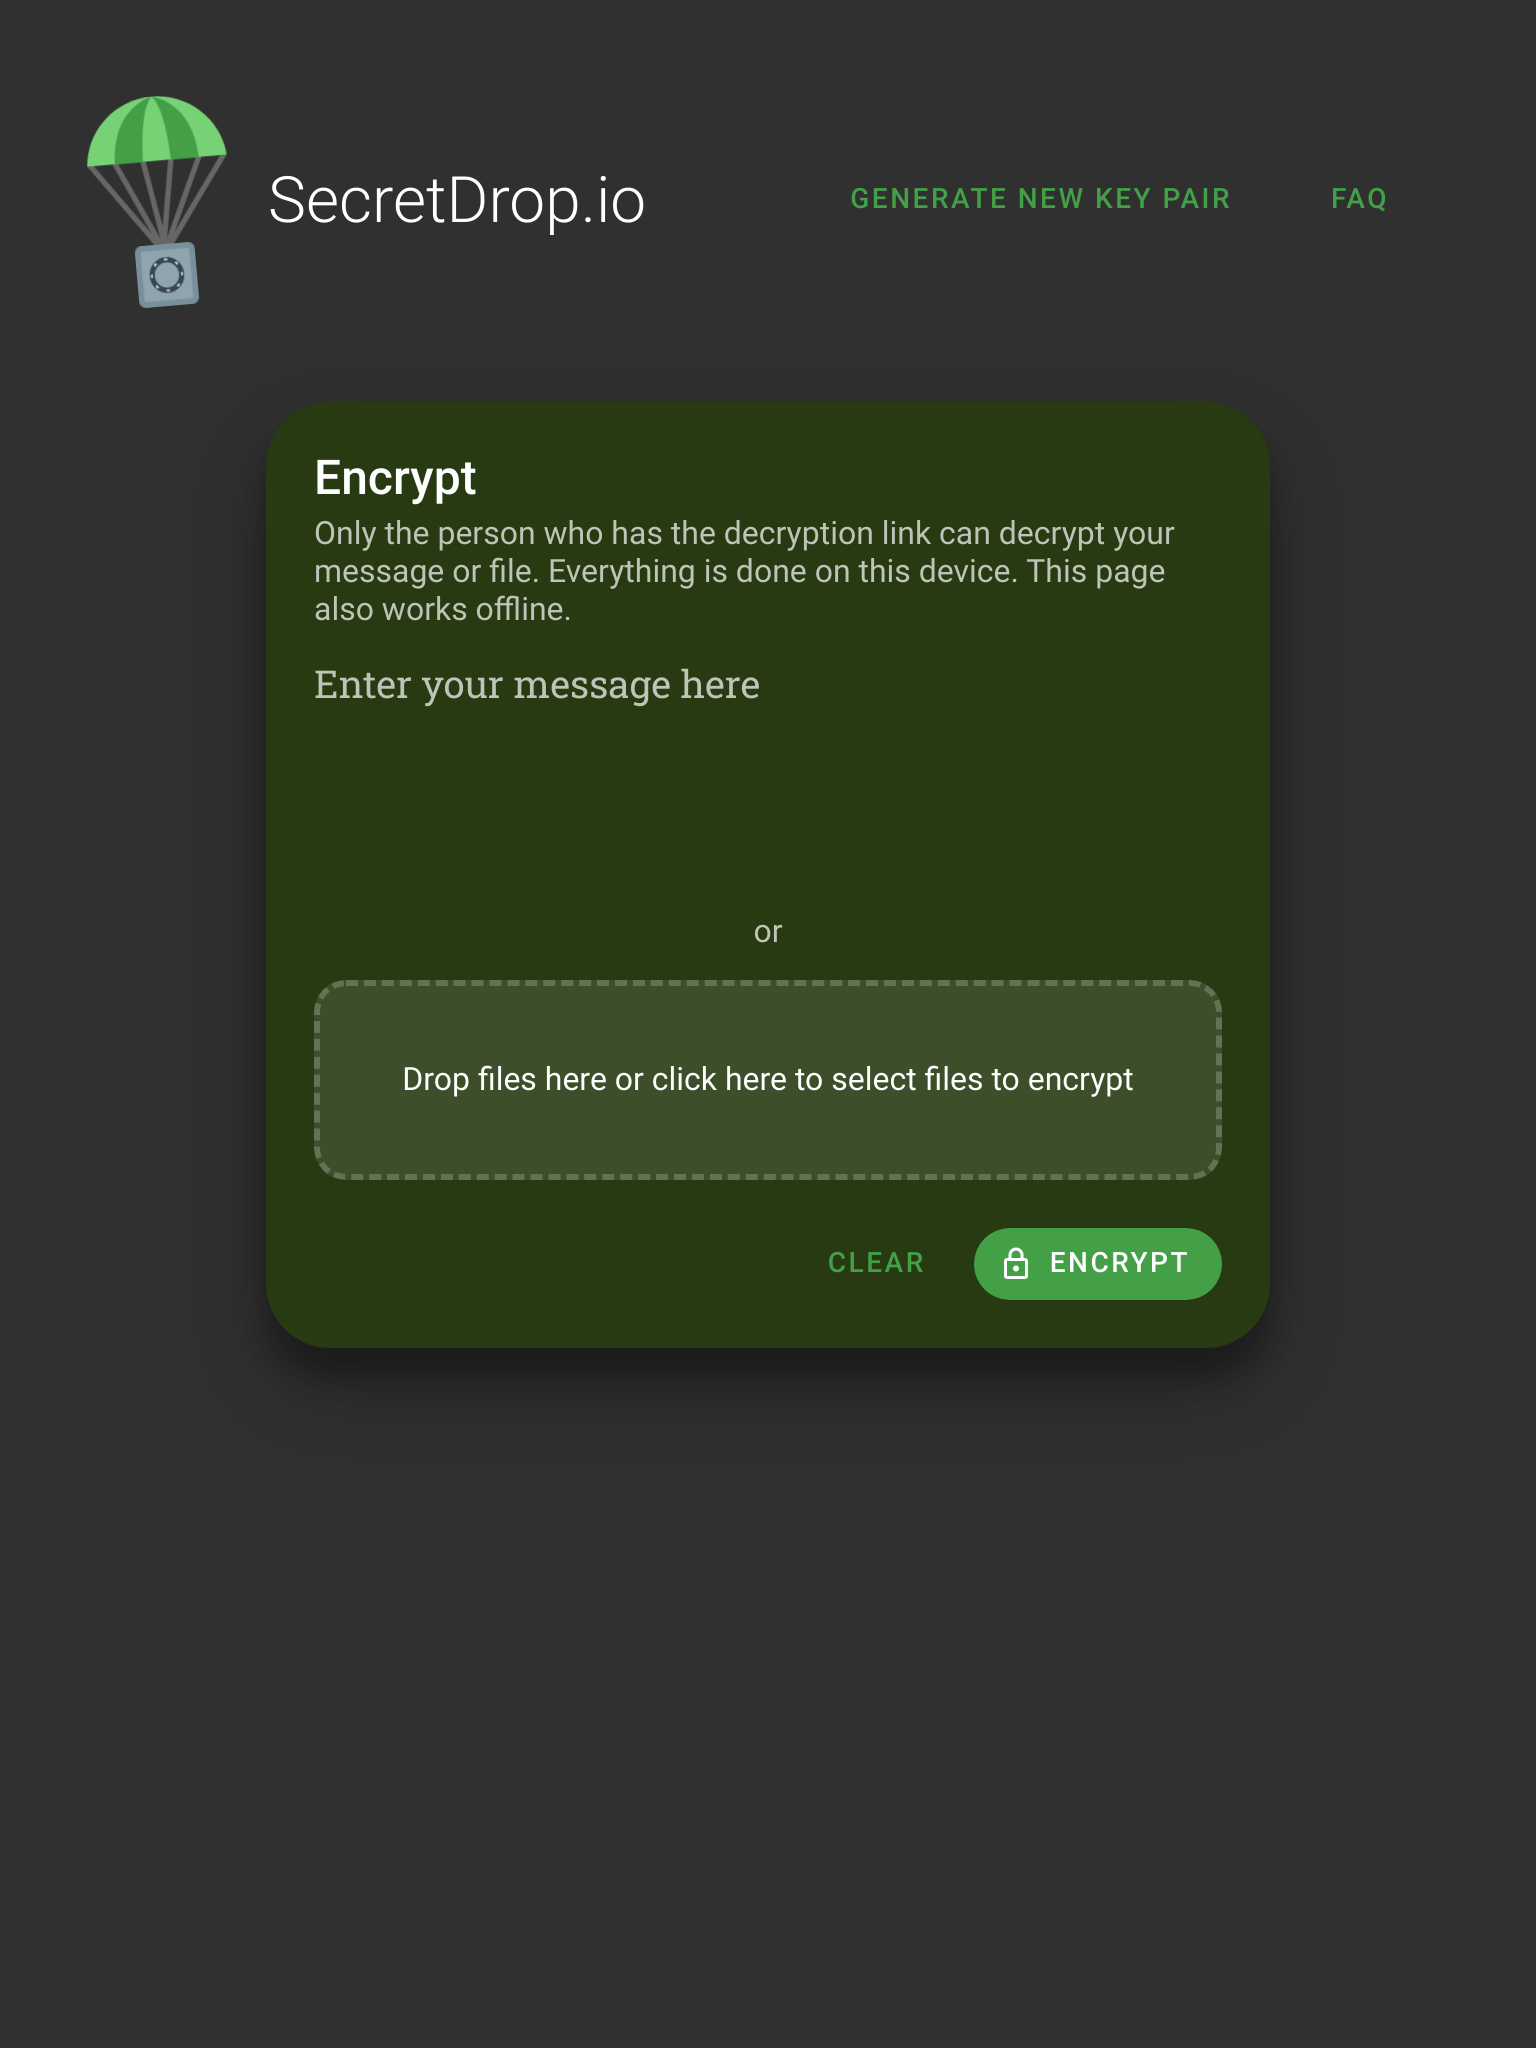 SecretDrop.io
GENERATE NEW KEY PAIR
FAQ
Encrypt
Only the person who has the decryption link can decrypt your
message or file. Everything is done on this device. This page
also works offline.
Enter your message here
or
Drop files here or click here to select files to encrypt
CLEAR
ENCRYPT